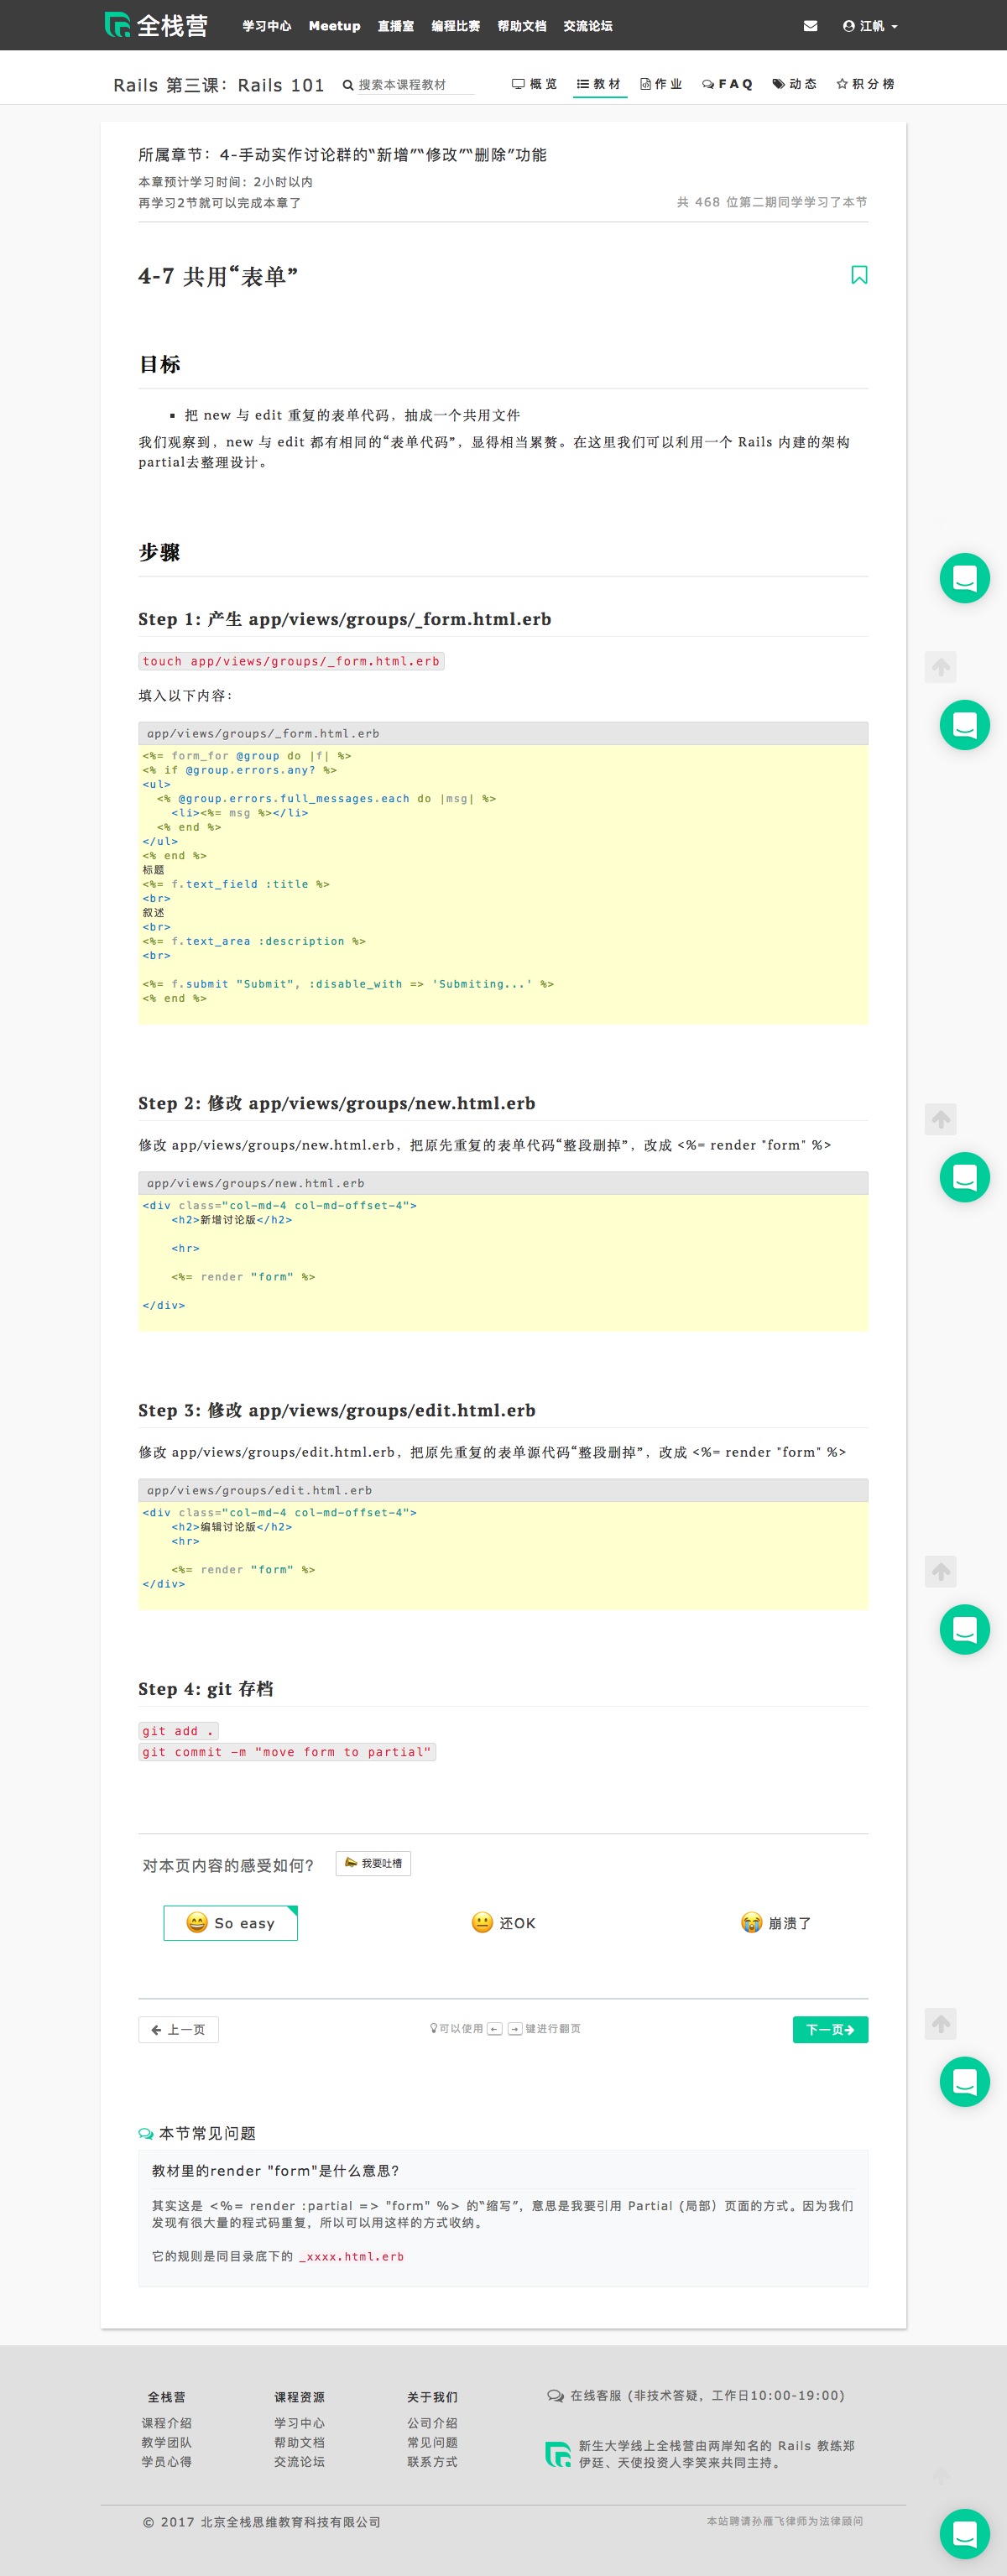 全栈营 学习中心 Meetup 直播室 编程比赛 帮助文档 交流论坛 江帆
Rails 第三课：Rails 101 搜索本课程教材 概览 教材 作业 FAQ 动态 积分榜
所属章节：4-手动实作讨论群的“新增”“修改”“删除”功能
本章预计学习时间：2小时以内
再学习2节就可以完成本章了 共 468 位第二期同学学习了本节
4-7 共用“表单”
目标
把 new 与 edit 重复的表单代码，抽成一个共用文件
我们观察到，new 与 edit 都有相同的“表单代码”，显得相当累赘。在这里我们可以利用一个 Rails 内建的架构
partial去整理设计。
步骤
Step 1: 产生 app/views/groups/_form.html.erb
touch app/views/groups/_form.html.erb
填入以下内容：
app/views/groups/_form.html.erb
<%= form_for @group do |f| %>
<% if @group.errors.any? %>
<ul>
  <% @group.errors.full_messages.each do |msg| %>
    <li><%= msg %></li>
  <% end %>
</ul>
<% end %>
标题
<%= f.text_field :title %>
<br>
叙述
<br>
<%= f.text_area :description %>
<br>
<%= f.submit "Submit", :disable_with => 'Submiting...' %>
<% end %>
Step 2: 修改 app/views/groups/new.html.erb
修改 app/views/groups/new.html.erb，把原先重复的表单代码“整段删掉”，改成 <%= render "form" %>
app/views/groups/new.html.erb
<div class="col-md-4 col-md-offset-4">
    <h2>新增讨论版</h2>
    <hr>
    <%= render "form" %>
</div>
Step 3: 修改 app/views/groups/edit.html.erb
修改 app/views/groups/edit.html.erb，把原先重复的表单源代码“整段删掉”，改成 <%= render "form" %>
app/views/groups/edit.html.erb
<div class="col-md-4 col-md-offset-4">
    <h2>编辑讨论版</h2>
    <hr>
    <%= render "form" %>
</div>
Step 4: git 存档
git add .
git commit -m "move form to partial"
对本页内容的感受如何? 我要吐槽
So easy 还OK 崩溃了
上一页 可以使用 ← → 键进行翻页 下一页
本节常见问题
教材里的render "form"是什么意思?
其实这是 <%= render :partial => "form" %> 的“缩写”，意思是我要引用 Partial (局部）页面的方式。因为我们
发现有很大量的程式码重复，所以可以用这样的方式收纳。
它的规则是同目录底下的 _xxxx.html.erb
全栈营 课程资源 关于我们 在线客服 (非技术答疑，工作日10:00-19:00)
课程介绍 学习中心 公司介绍
教学团队 帮助文档 常见问题 新生大学线上全栈营由两岸知名的 Rails 教练郑
学员心得 交流论坛 联系方式 伊廷、天使投资人李笑来共同主持。
© 2017 北京全栈思维教育科技有限公司 本站聘请孙雁飞律师为法律顾问